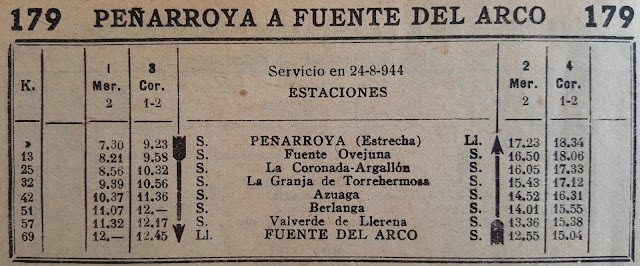 179 PEÑARROYA A FUENTE DEL ARCO 179
K. 1 3 Servicio en 24-8-944 2 4
Mer. Cor. ESTACIONES Mer. Cor.
2 1-2 2 1-2
» 7.30 9.23 S. PEÑARROYA (Estrecha) Ll. 17.23 18.34
13 8.21 9.58 S. Fuente Ovejuna S. 16.50 18.06
25 8.56 10.32 S. La Coronada-Argallón S. 16.05 17.33
32 9.39 10.56 S. La Granja de Torrehermosa S. 15.43 17.12
42 10.37 11.36 S. Azuaga S. 14.52 16.31
51 11.07 12.— S. Berlanga S. 14.01 15.55
57 11.32 12.17 S. Valverde de Llerena S. 13.36 15.38
69 12.— 12.45 Ll. FUENTE DEL ARCO S. 12.55 15.04